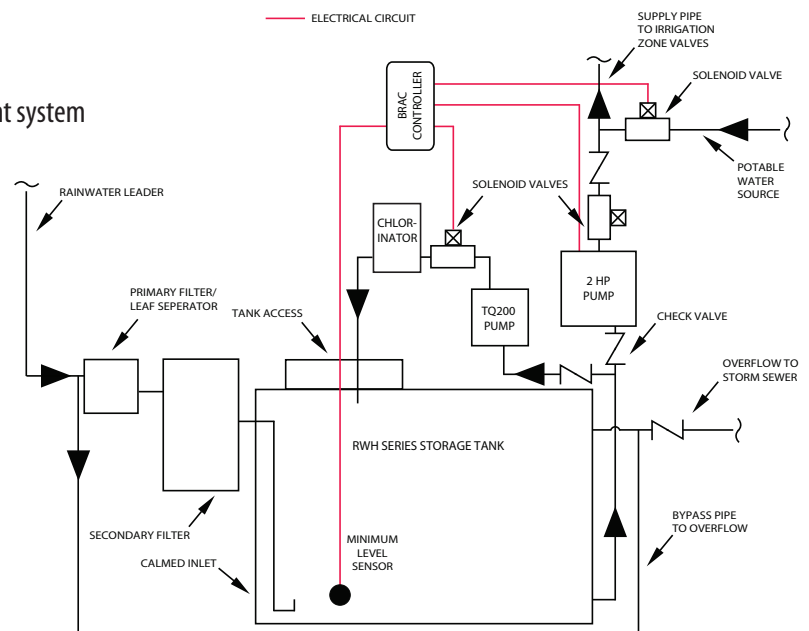 ELECTRICAL CIRCUIT
SUPPLY PIPE
TO IRRIGATION
ZONE VALVES
SOLENOID VALVE
BRAC
CONTROLLER
nt system
RAINWATER LEADER
SOLENOID VALVES
POTABLE
WATER
SOURCE
CHLOR-
INATOR
PRIMARY FILTER/
LEAF SEPERATOR
TANK ACCESS
TQ200
PUMP
2 HP
PUMP
CHECK VALVE
OVERFLOW TO
STORM SEWER
RWH SERIES STORAGE TANK
SECONDARY FILTER
CALMED INLET
MINIMUM
LEVEL
SENSOR
BYPASS PIPE
TO OVERFLOW